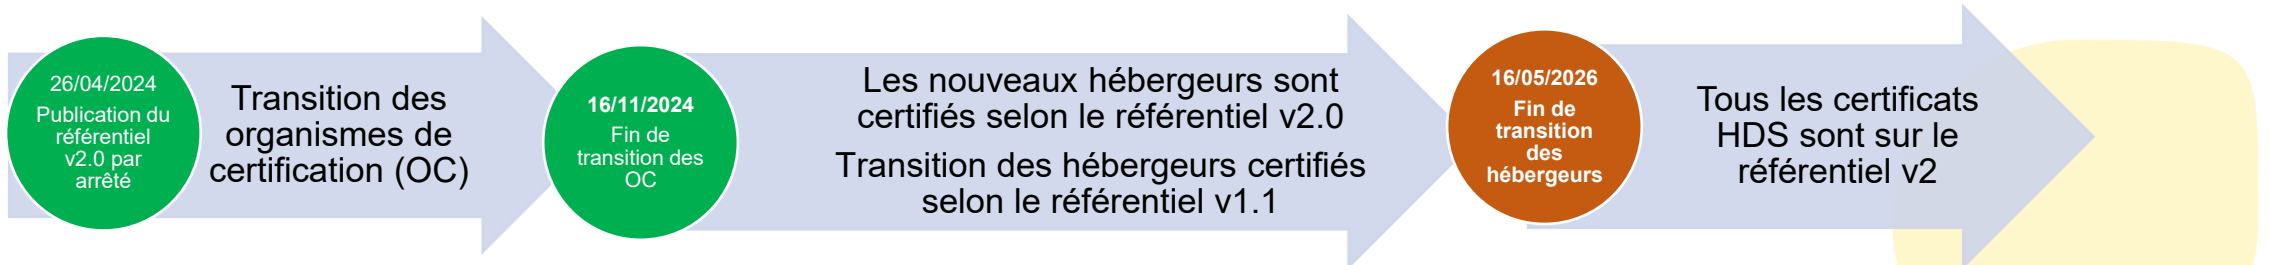 26/04/2024
Publication du
référentiel
v2.0 par
arrêté
Transition des
organismes de
certification (OC)
16/11/2024
Fin de
transition des
OC
Les nouveaux hébergeurs sont
certifiés selon le référentiel v2.0
Transition des hébergeurs certifiés
selon le référentiel v1.1
16/05/2026
Fin de
transition
des
hébergeurs
Tous les certificats
HDS sont sur le
référentiel v2